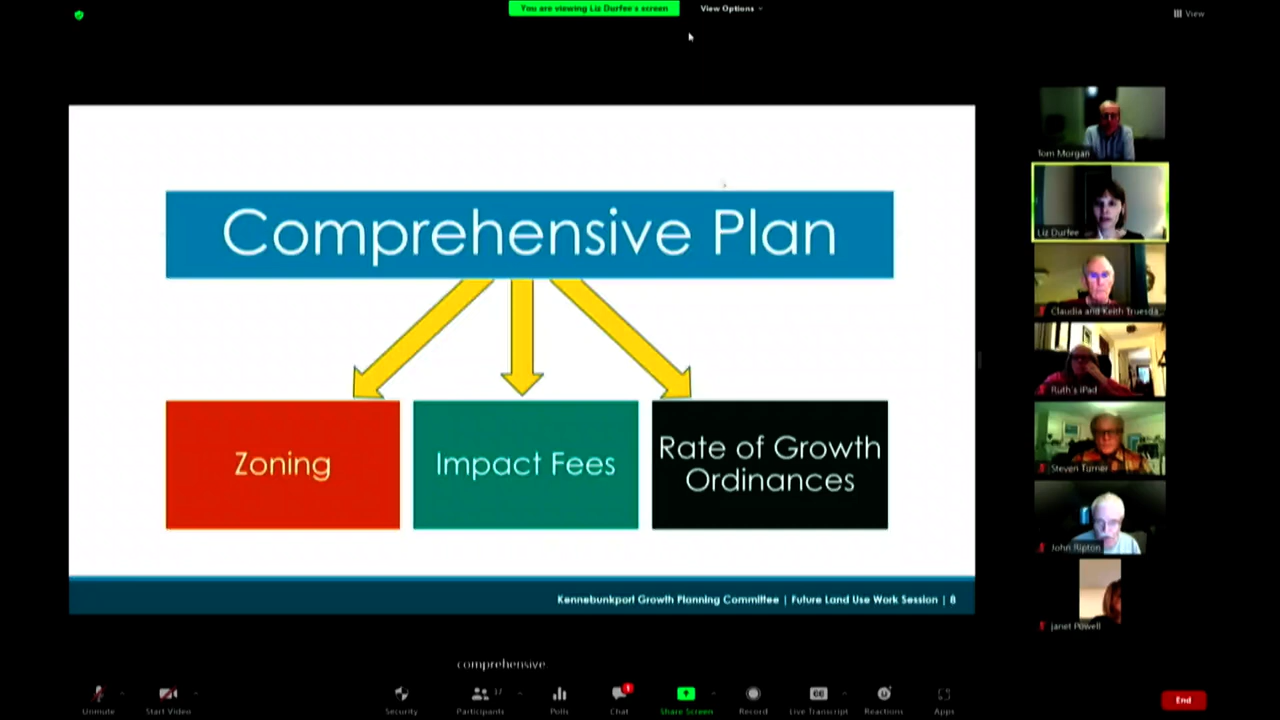 You are viewing Liz Durfee's screen
View Options
View
Comprehensive Plan
Zoning
Impact Fees
Rate of Growth
Ordinances
Kennebunkport Growth Planning Committee | Future Land Use Work Session | 8
Tom Morgan
Liz Durfee
Claudia and Keith Truesda...
Ruth's iPad
Steven Turner
John Ripton
Janet Powell
comprehensive.
Unmute
Start Video
Security
Participants
17
Polls
Chat
1
Share Screen
Record
CC
Live Transcript
Reactions
Apps
End